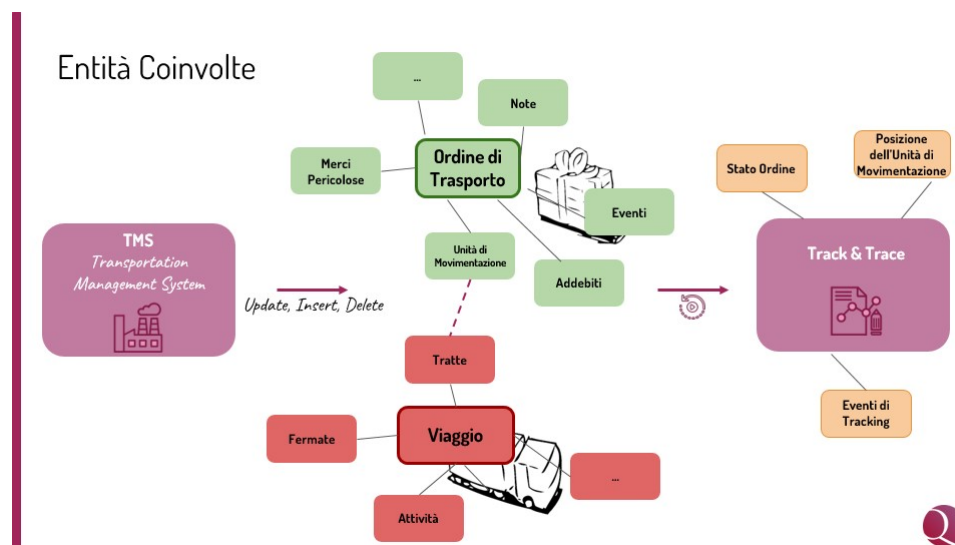 Entità Coinvolte
...
Note
Ordine di
Trasporto
Merci
Pericolose
Eventi
Unità di
Movimentazione
Addebiti
TMS
Transportation
Management System
Update, Insert, Delete
Tratte
Viaggio
Fermate
...
Attività
Stato Ordine
Posizione
dell'Unità di
Movimentazione
Track & Trace
Eventi di
Tracking
Q